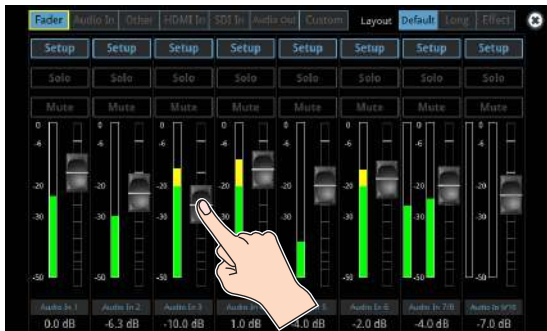 Fader Audio In Other HDMI In SDI In Audio Out Custom Layout Default Long Effect
Setup Setup Setup Setup Setup Setup Setup Setup
Solo Solo Solo Solo Solo Solo Solo Solo
Mute Mute Mute Mute Mute Mute Mute Mute
0 0 0 0 0 0 0 0
-6 -6 -6 -6 -6 -6 -6 -6
-20 -20 -20 -20 -20 -20 -20 -20
-30 -30 -30 -30 -30 -30 -30
-50 -50 -50 -50 -50 -50
Audio In 1 Audio In 2 Audio In 3 Audio In 5 Audio In 6 Audio In 7/8 Audio In 9/10
0.0 dB -6.3 dB -10.0 dB 1.0 dB -4.0 dB -2.0 dB -4.0 dB -7.0 dB